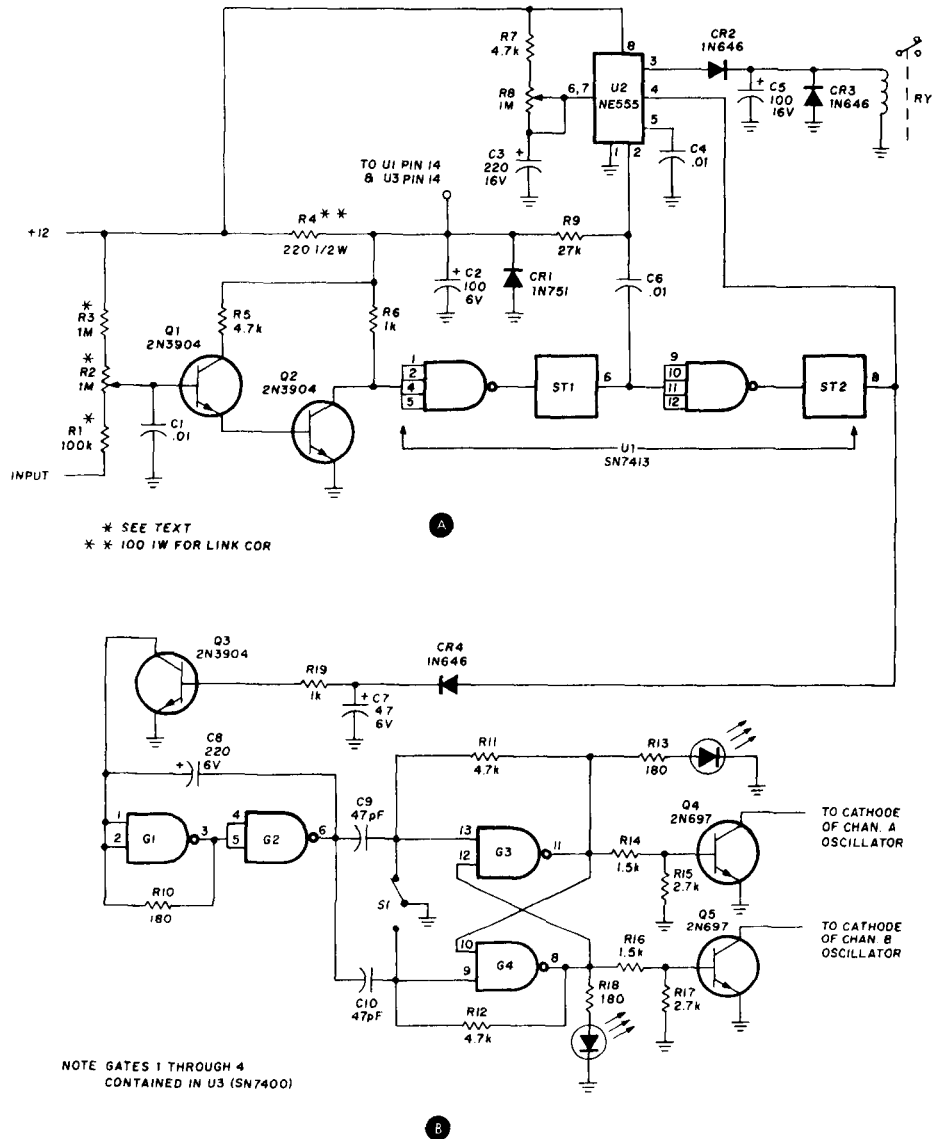 R7
4.7k
R8
1M
6,7
8
U2
NE555
3
4
5
1
2
CR2
1N646
C5
100
16V
CR3
1N646
RY
C3
220
16V
C4
.01
TO U1 PIN 14
& U3 PIN 14
+12
R4 **
220 1/2W
C2
100
6V
CR1
1N751
R9
27k
C6
.01
*
R3
1M
*
R2
1M
*
R1
100k
INPUT
C1
.01
Q1
2N3904
R5
4.7k
Q2
2N3904
R6
1k
1
2
4
5
ST1
6
9
10
11
12
ST2
8
U1
SN7413
* SEE TEXT
* * 100 1W FOR LINK COR
A
Q3
2N3904
R19
1k
C7
47
6V
CR4
1N646
C8
220
6V
1
2
G1
3
R10
180
4
5
G2
6
C9
47pF
C10
47pF
S1
R11
4.7k
13
12
G3
11
10
9
G4
8
R12
4.7k
R13
180
R14
1.5k
R15
2.7k
Q4
2N697
TO CATHODE
OF CHAN. A
OSCILLATOR
R16
1.5k
R17
2.7k
Q5
2N697
TO CATHODE
OF CHAN. B
OSCILLATOR
R18
180
NOTE GATES 1 THROUGH 4
CONTAINED IN U3 (SN7400)
B